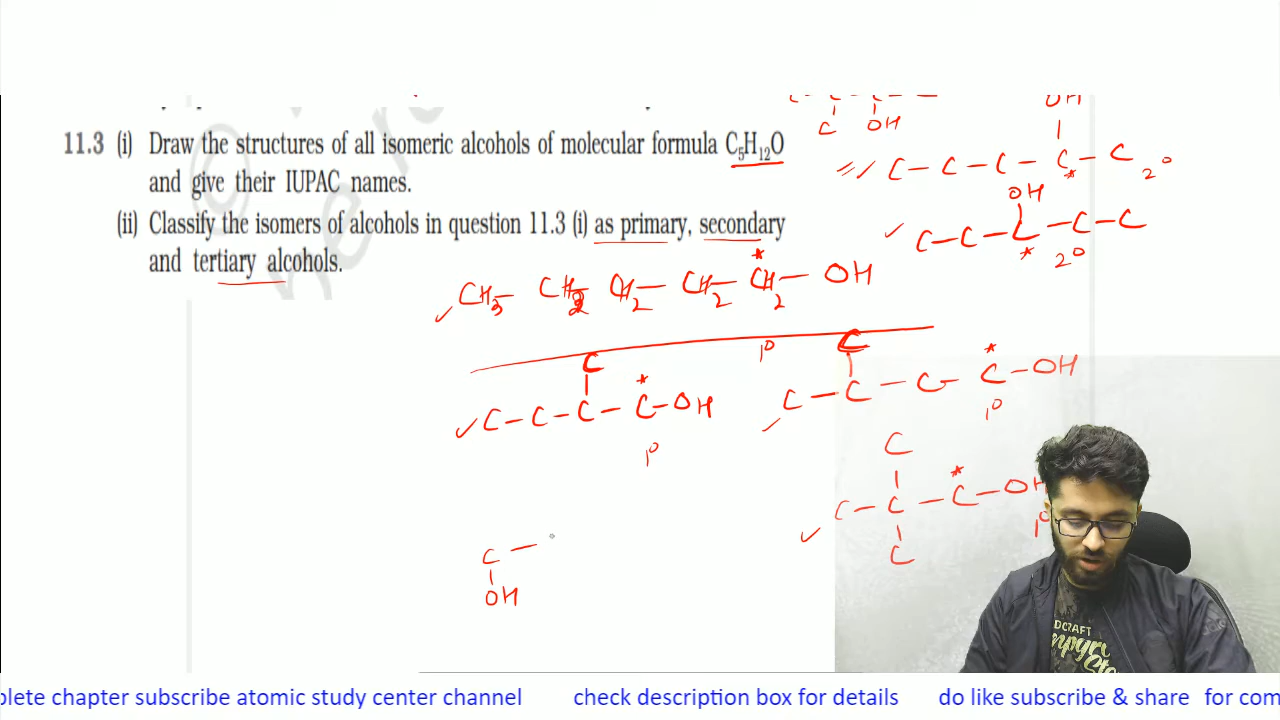 11.3 (i) Draw the structures of all isomeric alcohols of molecular formula C₅H₁₂O
and give their IUPAC names.
(ii) Classify the isomers of alcohols in question 11.3 (i) as primary, secondary
and tertiary alcohols.
C OH
OH
C - C - C - C - C 2°
*
OH
C - C - C - C - C
* 2°
*
CH₃ - CH₂ CH₂ - CH₂ - CH₂ - OH
1°
C
*
C - C - C - C - OH
1°
C
*
C - C - C - C - OH
1°
C
*
C - C - C - OH
1°
C
C -
OH
DCRAFT
plete chapter subscribe atomic study center channel check description box for details do like subscribe & share for com